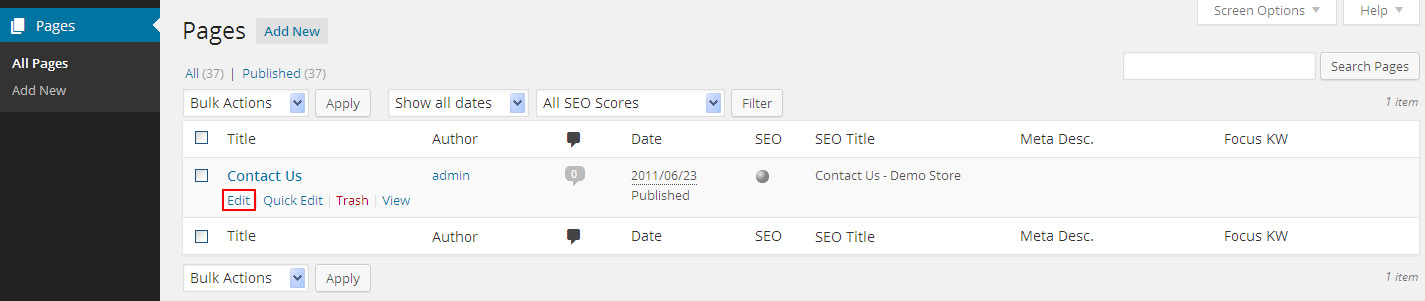 Pages
All Pages
Add New
Screen Options Help
Pages Add New
All (37) | Published (37)
Search Pages
Bulk Actions Apply Show all dates All SEO Scores Filter
1 item
Title Author Date SEO SEO Title Meta Desc. Focus KW
Contact Us admin 0 2011/06/23 Contact Us - Demo Store
Published
Edit | Quick Edit | Trash | View
Title Author Date SEO SEO Title Meta Desc. Focus KW
Bulk Actions Apply
1 item